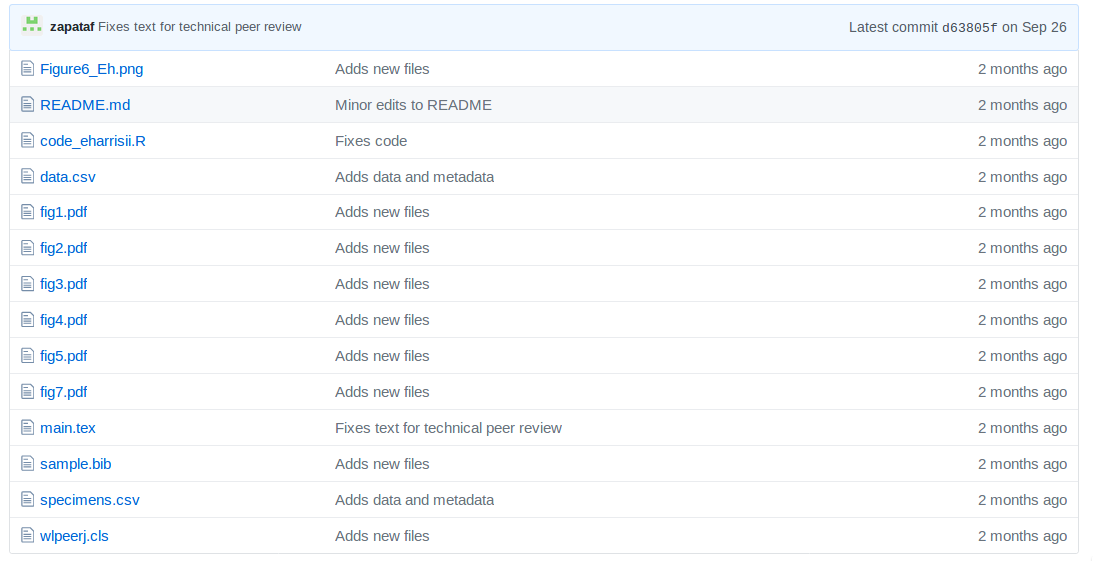 zapataf Fixes text for technical peer review Latest commit d63805f on Sep 26
Figure6_Eh.png Adds new files 2 months ago
README.md Minor edits to README 2 months ago
code_eharrisii.R Fixes code 2 months ago
data.csv Adds data and metadata 2 months ago
fig1.pdf Adds new files 2 months ago
fig2.pdf Adds new files 2 months ago
fig3.pdf Adds new files 2 months ago
fig4.pdf Adds new files 2 months ago
fig5.pdf Adds new files 2 months ago
fig7.pdf Adds new files 2 months ago
main.tex Fixes text for technical peer review 2 months ago
sample.bib Adds new files 2 months ago
specimens.csv Adds data and metadata 2 months ago
wlpeerj.cls Adds new files 2 months ago